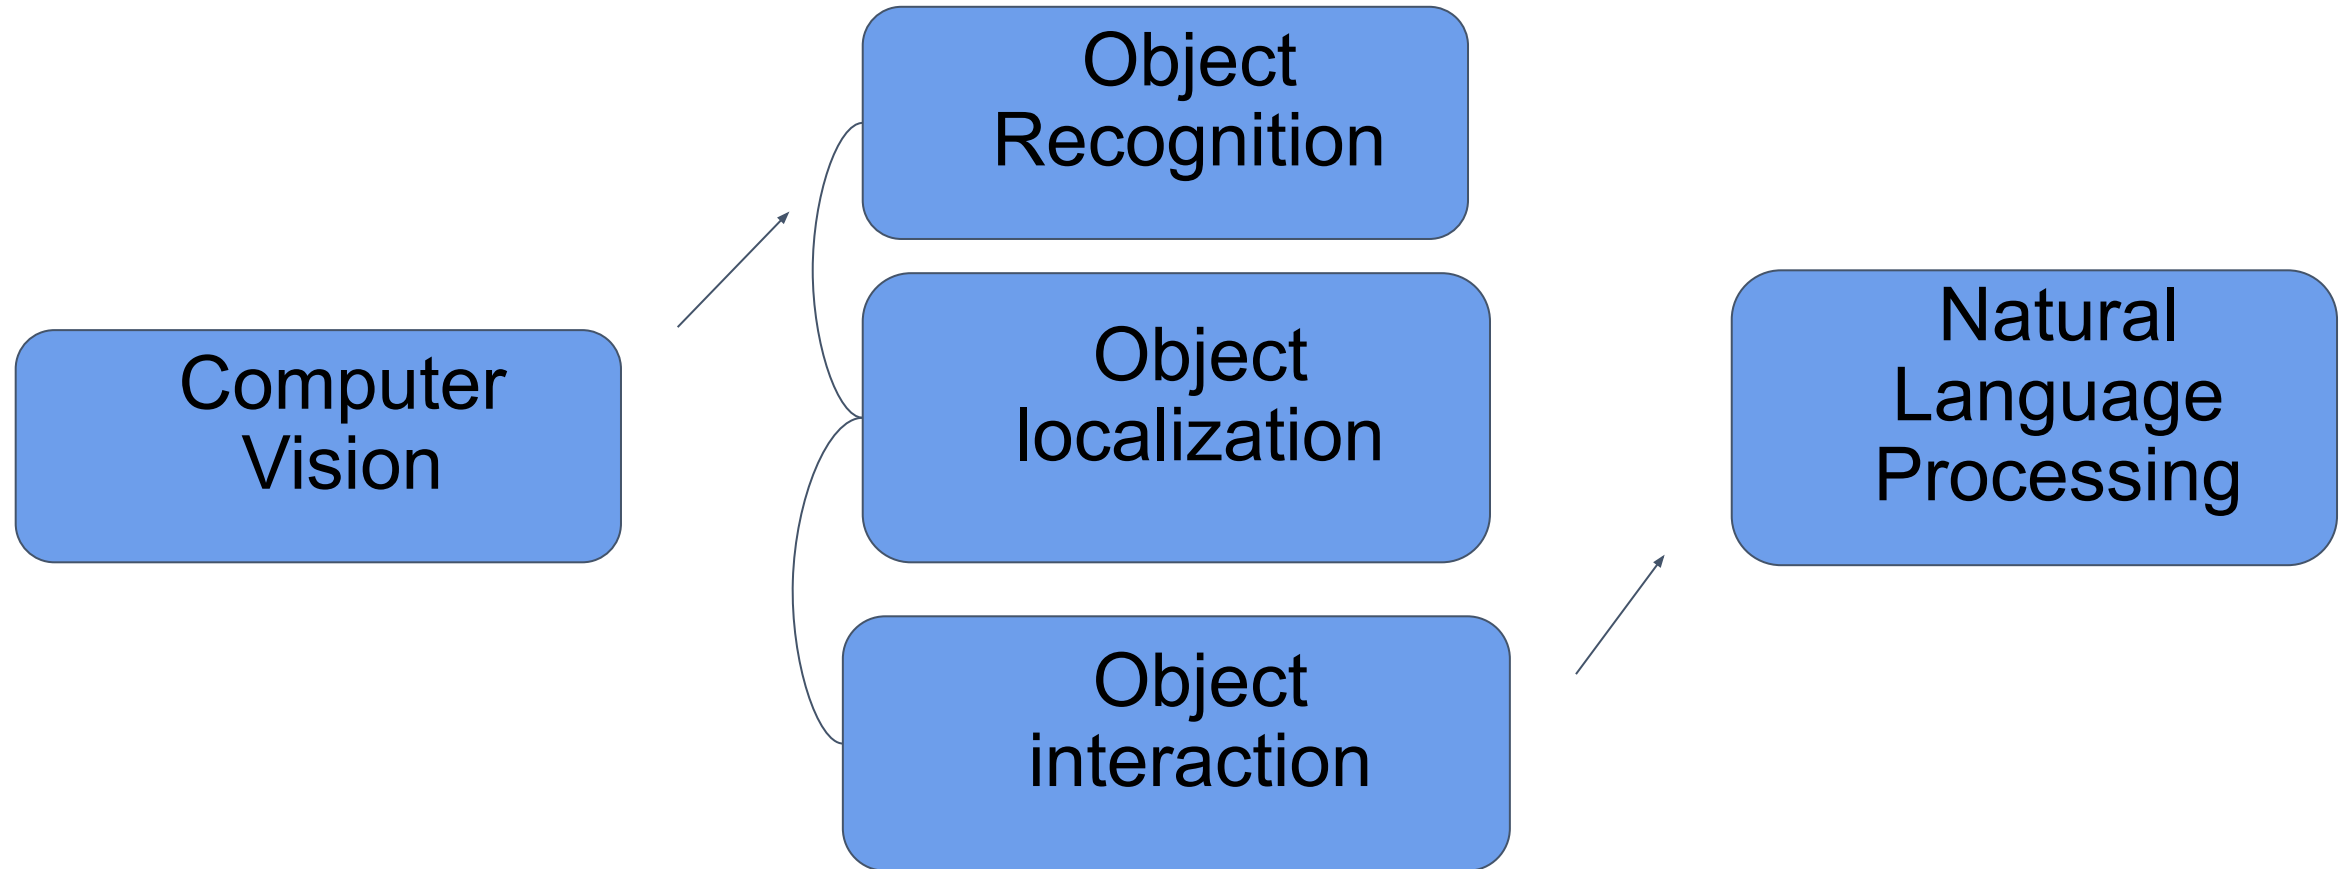 Object
Recognition
Computer
Vision
Object
localization
Object
interaction
Natural
Language
Processing